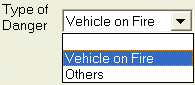 Type of
Danger
Vehicle on Fire
Vehicle on Fire
Others